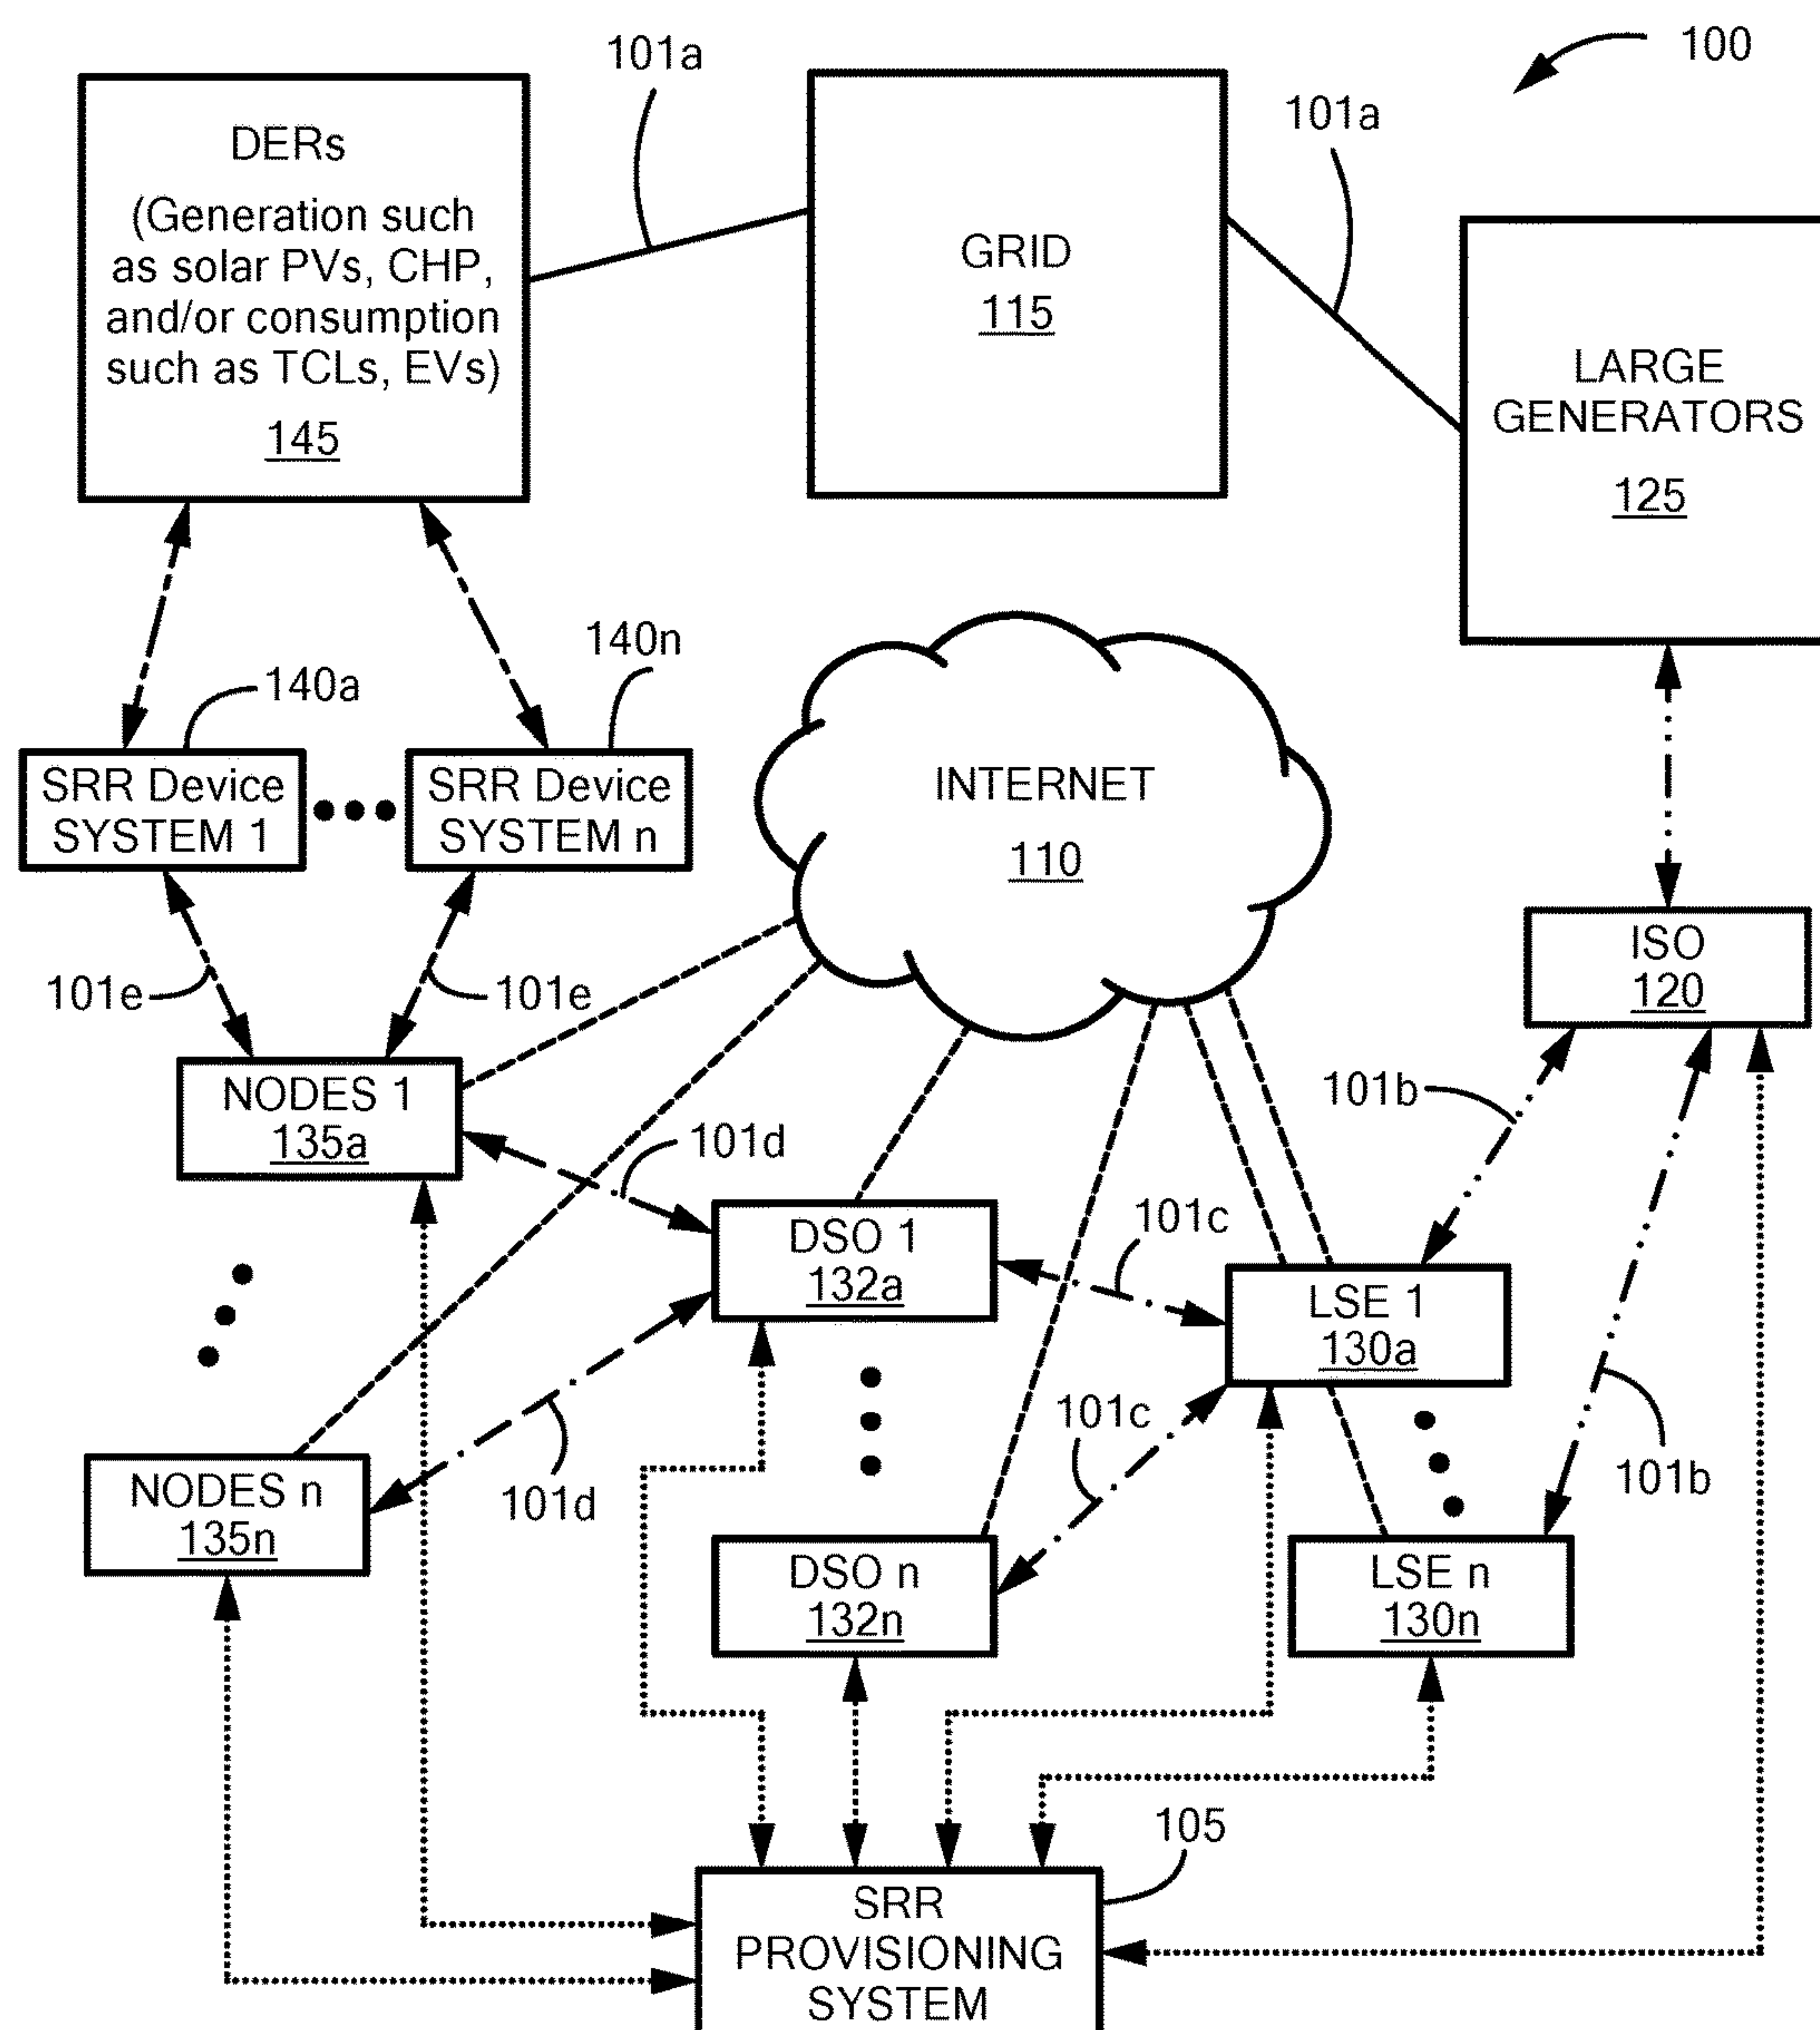 100
101a
101a
DERs
(Generation such
as solar PVs, CHP,
and/or consumption
such as TCLs, EVs)
145
GRID
115
LARGE
GENERATORS
125
140n
140a
SRR Device
SYSTEM 1
SRR Device
SYSTEM n
INTERNET
110
ISO
120
101e
101e
NODES 1
135a
101b
101d
101c
DSO 1
132a
LSE 1
130a
101c
101b
101d
NODES n
135n
DSO n
132n
LSE n
130n
105
SRR
PROVISIONING
SYSTEM